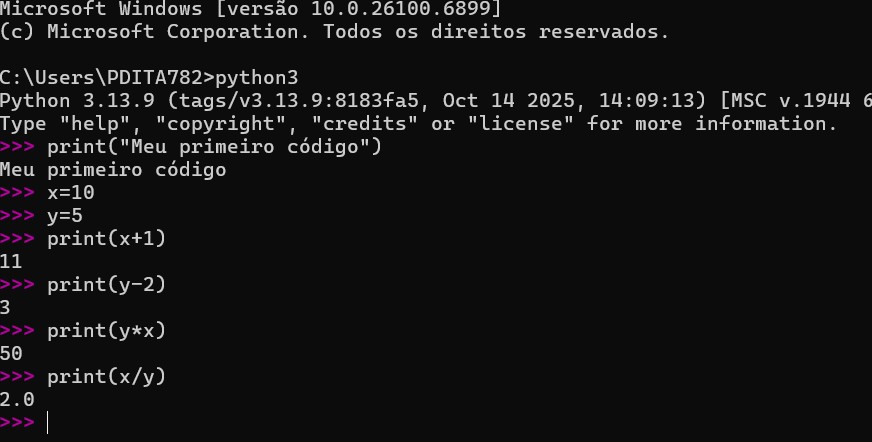 Microsoft Windows [versão 10.0.26100.6899]
(c) Microsoft Corporation. Todos os direitos reservados.
C:\Users\PDITA782>python3
Python 3.13.9 (tags/v3.13.9:8183fa5, Oct 14 2025, 14:09:13) [MSC v.1944 6
Type "help", "copyright", "credits" or "license" for more information.
>>> print("Meu primeiro código")
Meu primeiro código
>>> x=10
>>> y=5
>>> print(x+1)
11
>>> print(y-2)
3
>>> print(y*x)
50
>>> print(x/y)
2.0
>>>